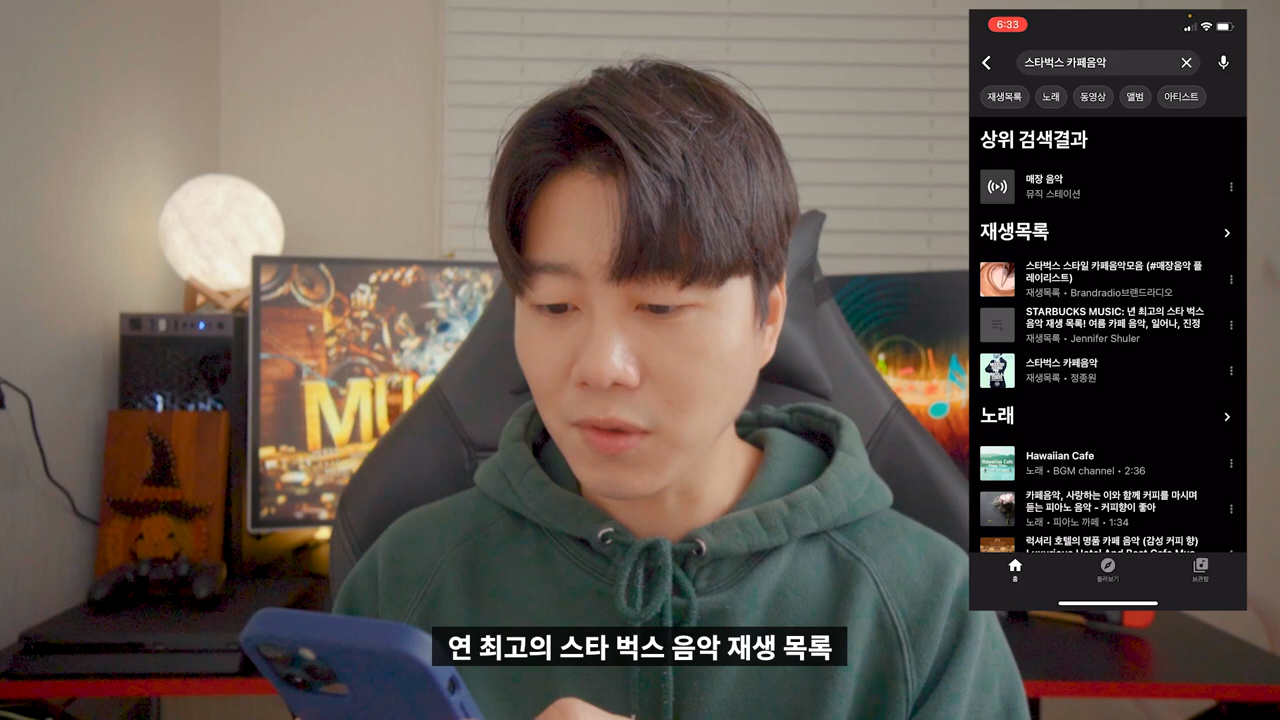 6:33
스타벅스 카페음악
재생목록
노래
동영상
앨범
아티스트
상위 검색결과
매장 음악
뮤직 스테이션
재생목록
스타벅스 스타일 카페음악모음 (#매장음악 플
레이리스트)
재생목록 • Brandradio브랜드라디오
STARBUCKS MUSIC: 년 최고의 스타 벅스
음악 재생 목록! 여름 카페 음악, 일어나, 진정
재생목록 • Jennifer Shuler
스타벅스 카페음악
재생목록 • 정종원
노래
Hawaiian Cafe
노래 • BGM channel • 2:36
카페음악, 사랑하는 이와 함께 커피를 마시며
듣는 피아노 음악 - 커피향이 좋아
노래 • 피아노 까페 • 1:34
럭셔리 호텔의 명품 카페 음악 (감성 커피 향)
Luxurious Hotel And Best Cafe Mus
홈
둘러보기
보관함
MU
연 최고의 스타 벅스 음악 재생 목록